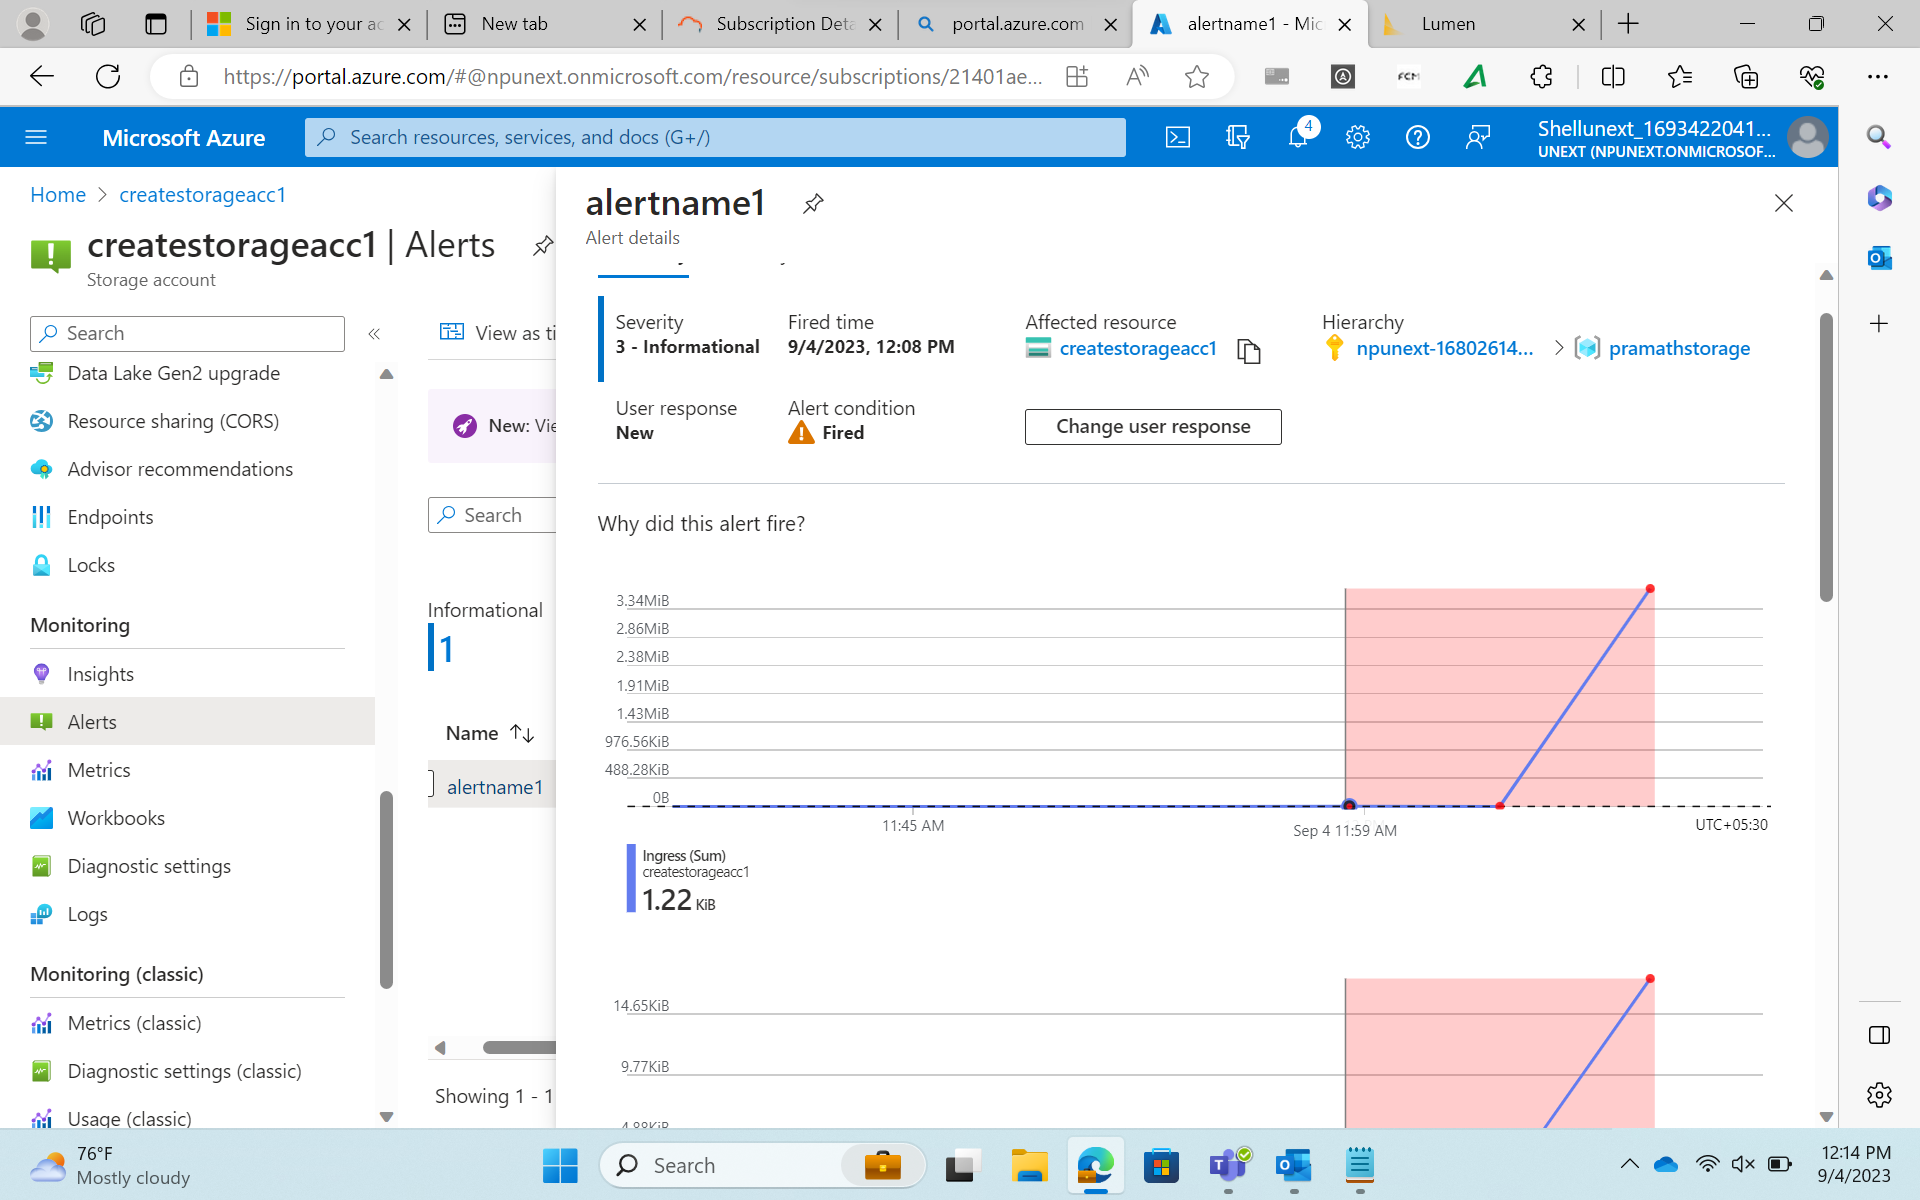 Sign in to your ac
New tab
Subscription Deta
portal.azure.com
alertname1 - Mic
Lumen
https://portal.azure.com/#@npunext.onmicrosoft.com/resource/subscriptions/21401ae...
FCM
Microsoft Azure
Search resources, services, and docs (G+/)
4
Shellunext_1693422041...
UNEXT (NPUNEXT.ONMICROSOF...
Home > createstorageacc1
createstorageacc1 | Alerts
Storage account
Search
Data Lake Gen2 upgrade
Resource sharing (CORS)
Advisor recommendations
Endpoints
Locks
Monitoring
Insights
Alerts
Metrics
Workbooks
Diagnostic settings
Logs
Monitoring (classic)
Metrics (classic)
Diagnostic settings (classic)
Usage (classic)
View as ti
New: Vie
Search
Informational
1
Name
alertname1
Showing 1 - 1
alertname1
Alert details
Severity
3 - Informational
Fired time
9/4/2023, 12:08 PM
Affected resource
createstorageacc1
Hierarchy
npunext-16802614... > pramathstorage
User response
New
Alert condition
Fired
Change user response
Why did this alert fire?
3.34MiB
2.86MiB
2.38MiB
1.91MiB
1.43MiB
976.56KiB
488.28KiB
0B
11:45 AM
Sep 4 11:59 AM
UTC+05:30
Ingress (Sum)
createstorageacc1
1.22 KiB
14.65KiB
9.77KiB
4.88KiB
76°F
Mostly cloudy
Search
12:14 PM
9/4/2023